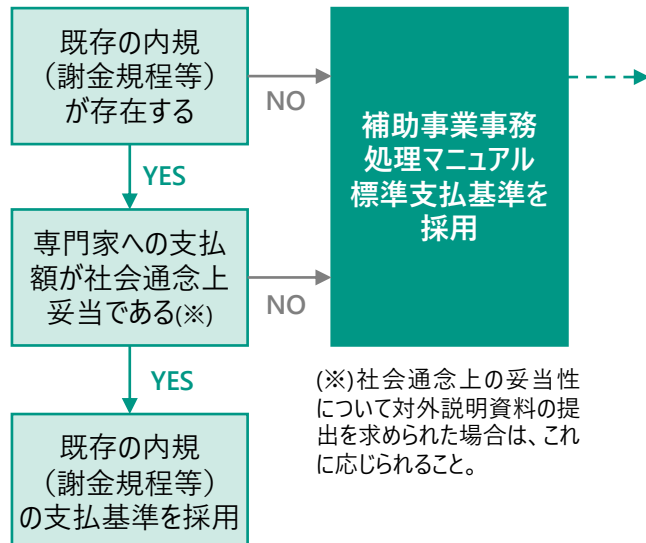 既存の内規
（謝金規程等）
が存在する
NO
YES
補助事業事務
処理マニュアル
標準支払基準を
採用
専門家への支払
額が社会通念上
妥当である(※)
NO
YES
(※)社会通念上の妥当性
について対外説明資料の提
出を求められた場合は、これ
に応じられること。
既存の内規
（謝金規程等）
の支払基準を採用